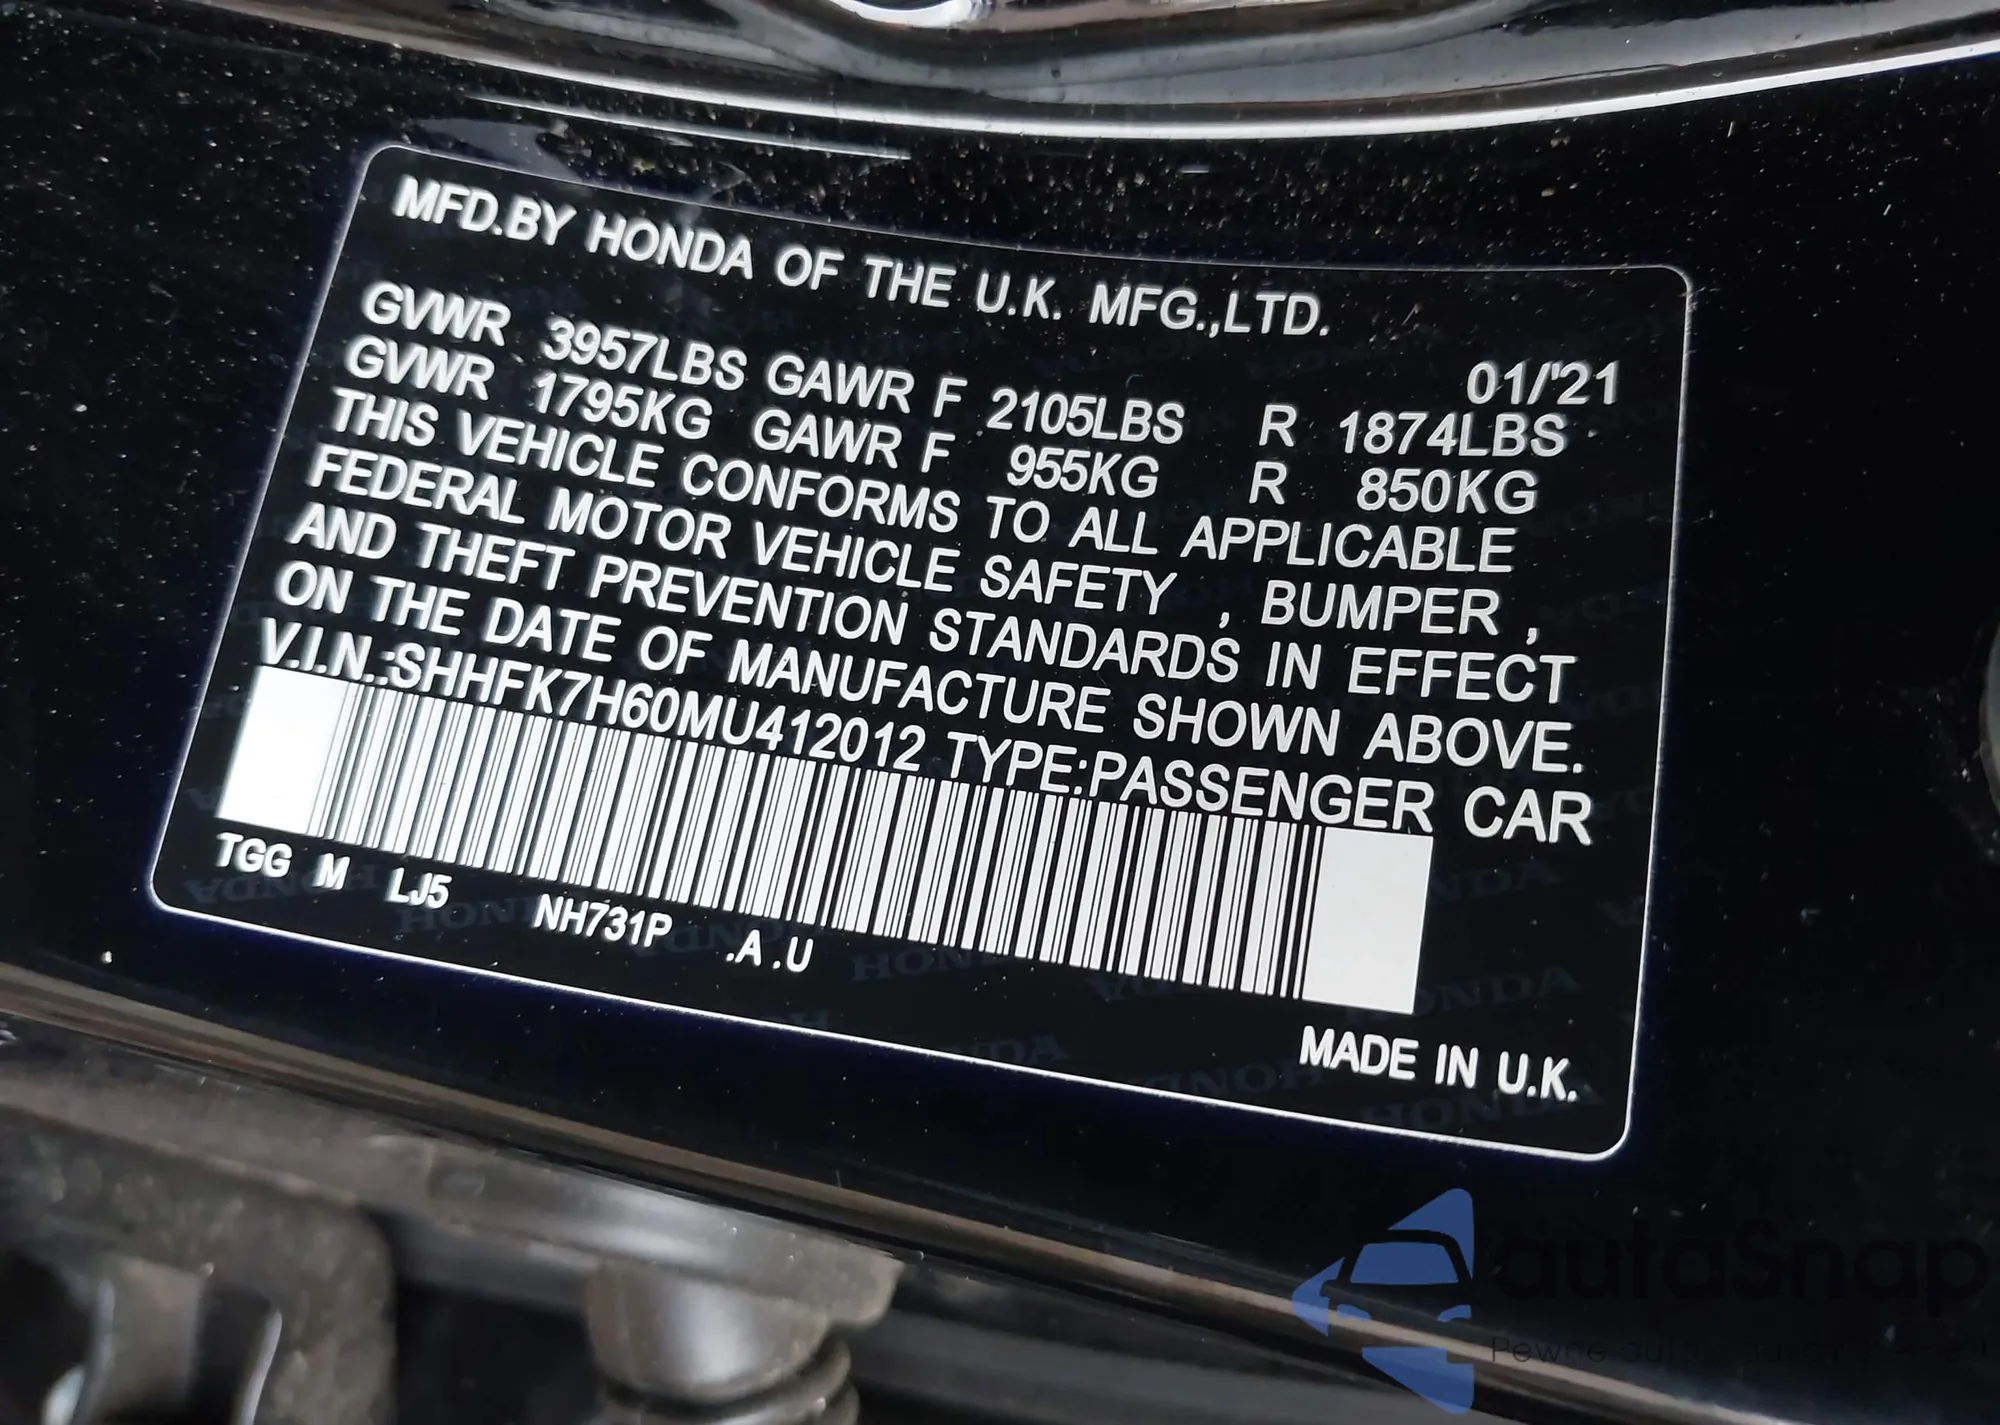 MFD.BY HONDA OF THE U.K. MFG.,LTD.
01/'21
GVWR 3957LBS GAWR F 2105LBS R 1874LBS
GVWR 1795KG GAWR F 955KG R 850KG
THIS VEHICLE CONFORMS TO ALL APPLICABLE
FEDERAL MOTOR VEHICLE SAFETY , BUMPER ,
AND THEFT PREVENTION STANDARDS IN EFFECT
ON THE DATE OF MANUFACTURE SHOWN ABOVE.
V.I.N.:SHHFK7H60MU412012 TYPE:PASSENGER CAR
TGG M LJ5 NH731P .A .U
MADE IN U.K.
autaSnap
Pewne